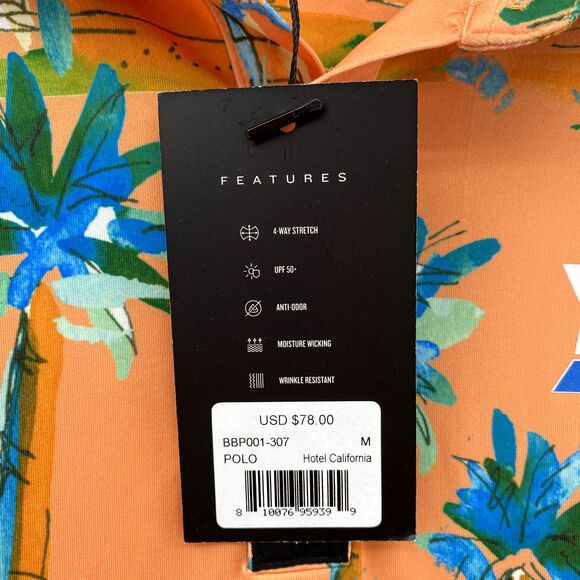 FEATURES
4-WAY STRETCH
UPF 50+
ANTI-ODOR
MOISTURE WICKING
WRINKLE RESISTANT
USD $78.00
BBP001-307 M
POLO Hotel California
8 10076 95939 9